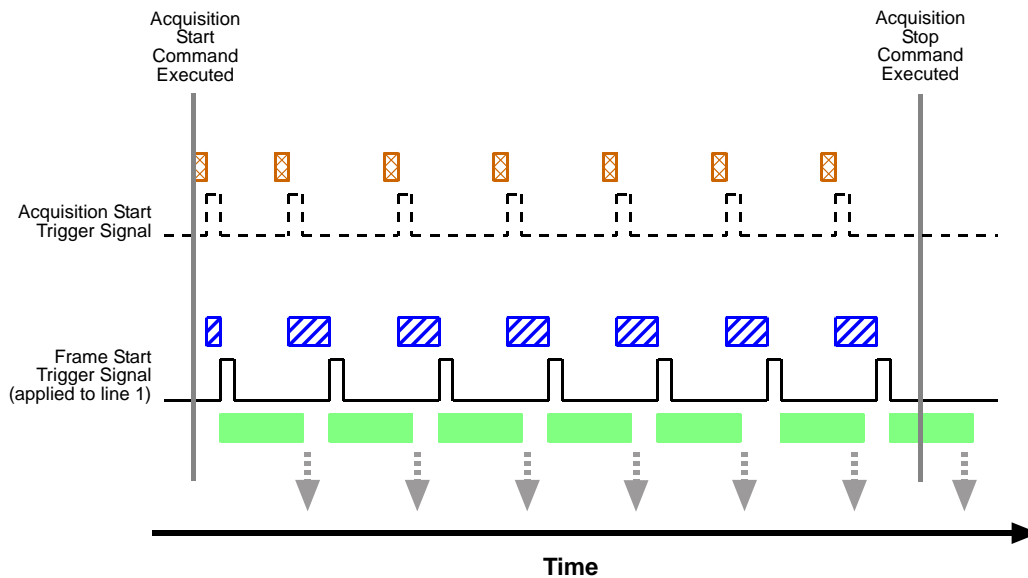 Acquisition
Start
Command
Executed
Acquisition
Stop
Command
Executed
Acquisition Start
Trigger Signal
Frame Start
Trigger Signal
(applied to line 1)
Time